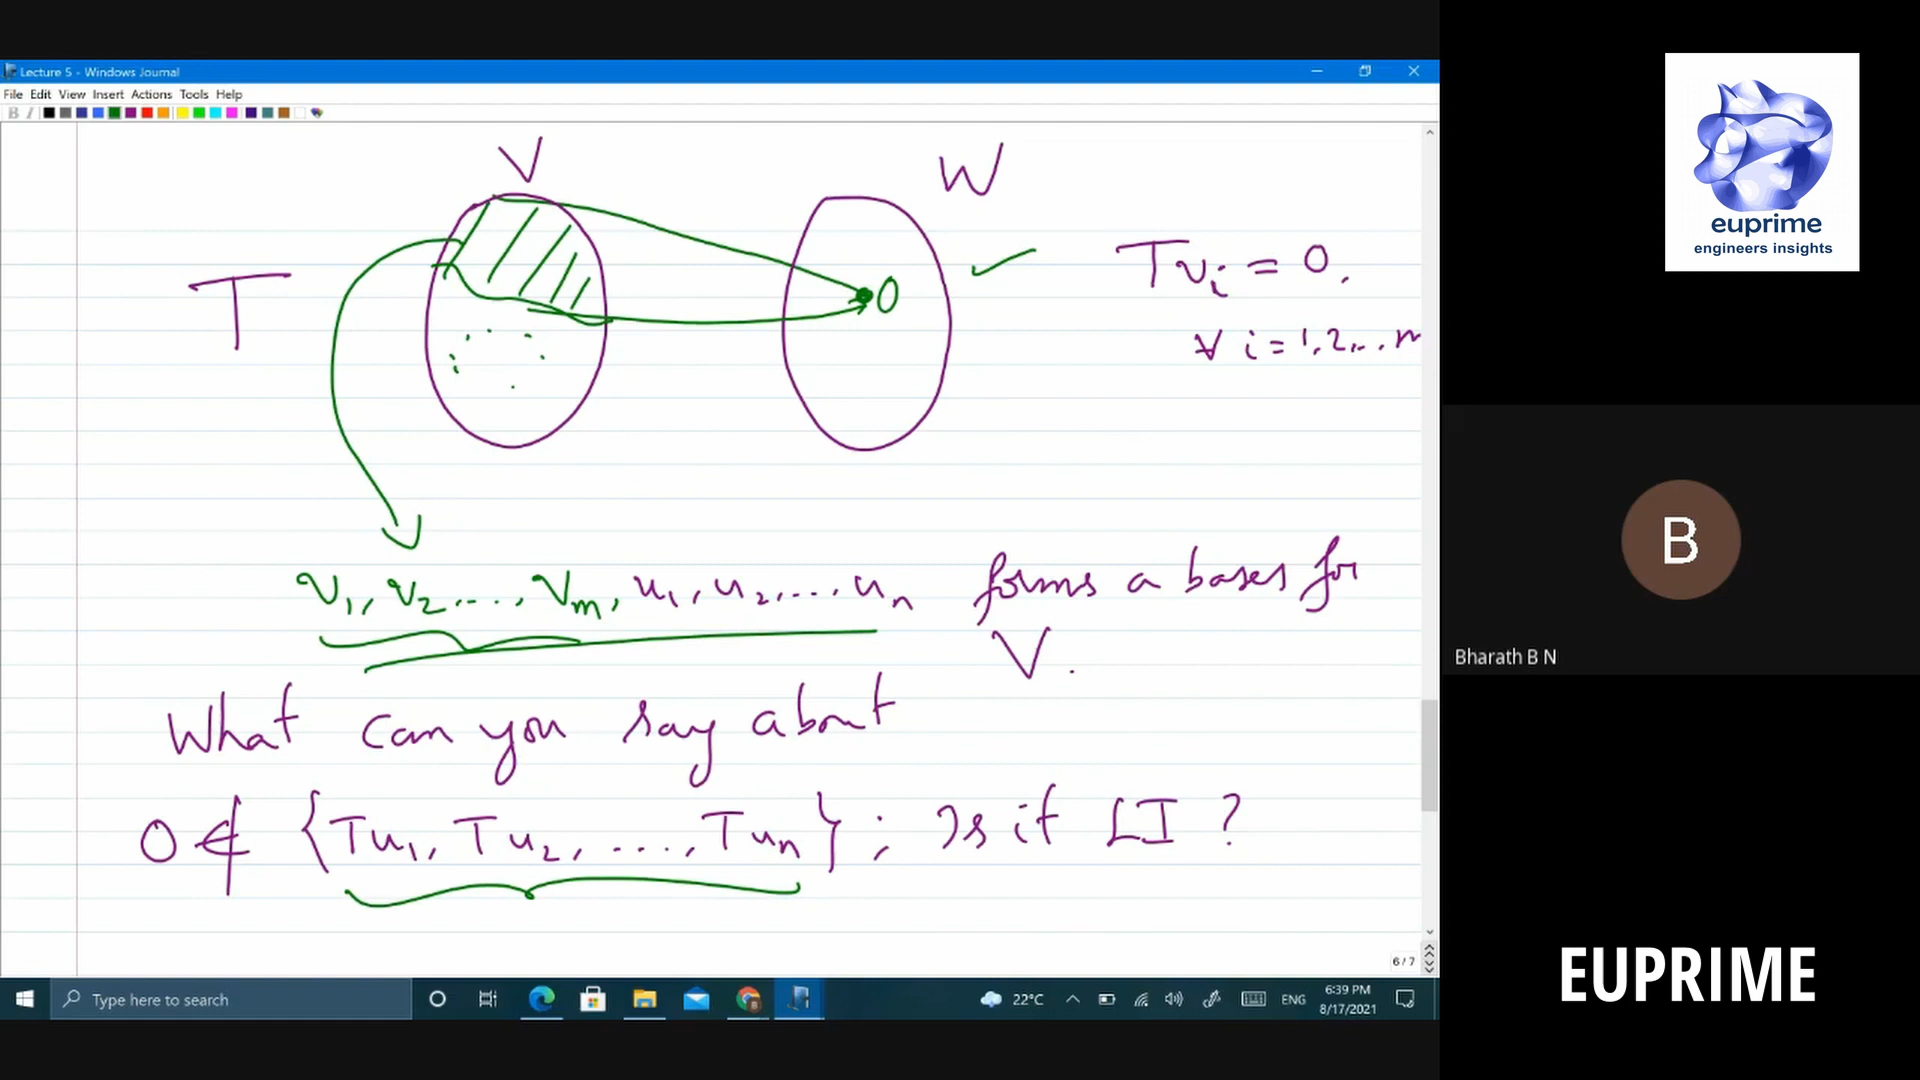 Lecture 5 - Windows Journal
File Edit View Insert Actions Tools Help
V
W
T
0
Tvi = 0.
∀ i = 1, 2, .. m
v1, v2 ..., vm, u1, u2, ... un forms a bases for
V.
What can you say about
0 ∉ {Tu1, Tu2, ...., Tun} ; Is it LI ?
6 / 7
Type here to search
22°C
ENG
6:39 PM
8/17/2021
euprime
engineers insights
B
Bharath B N
EUPRIME